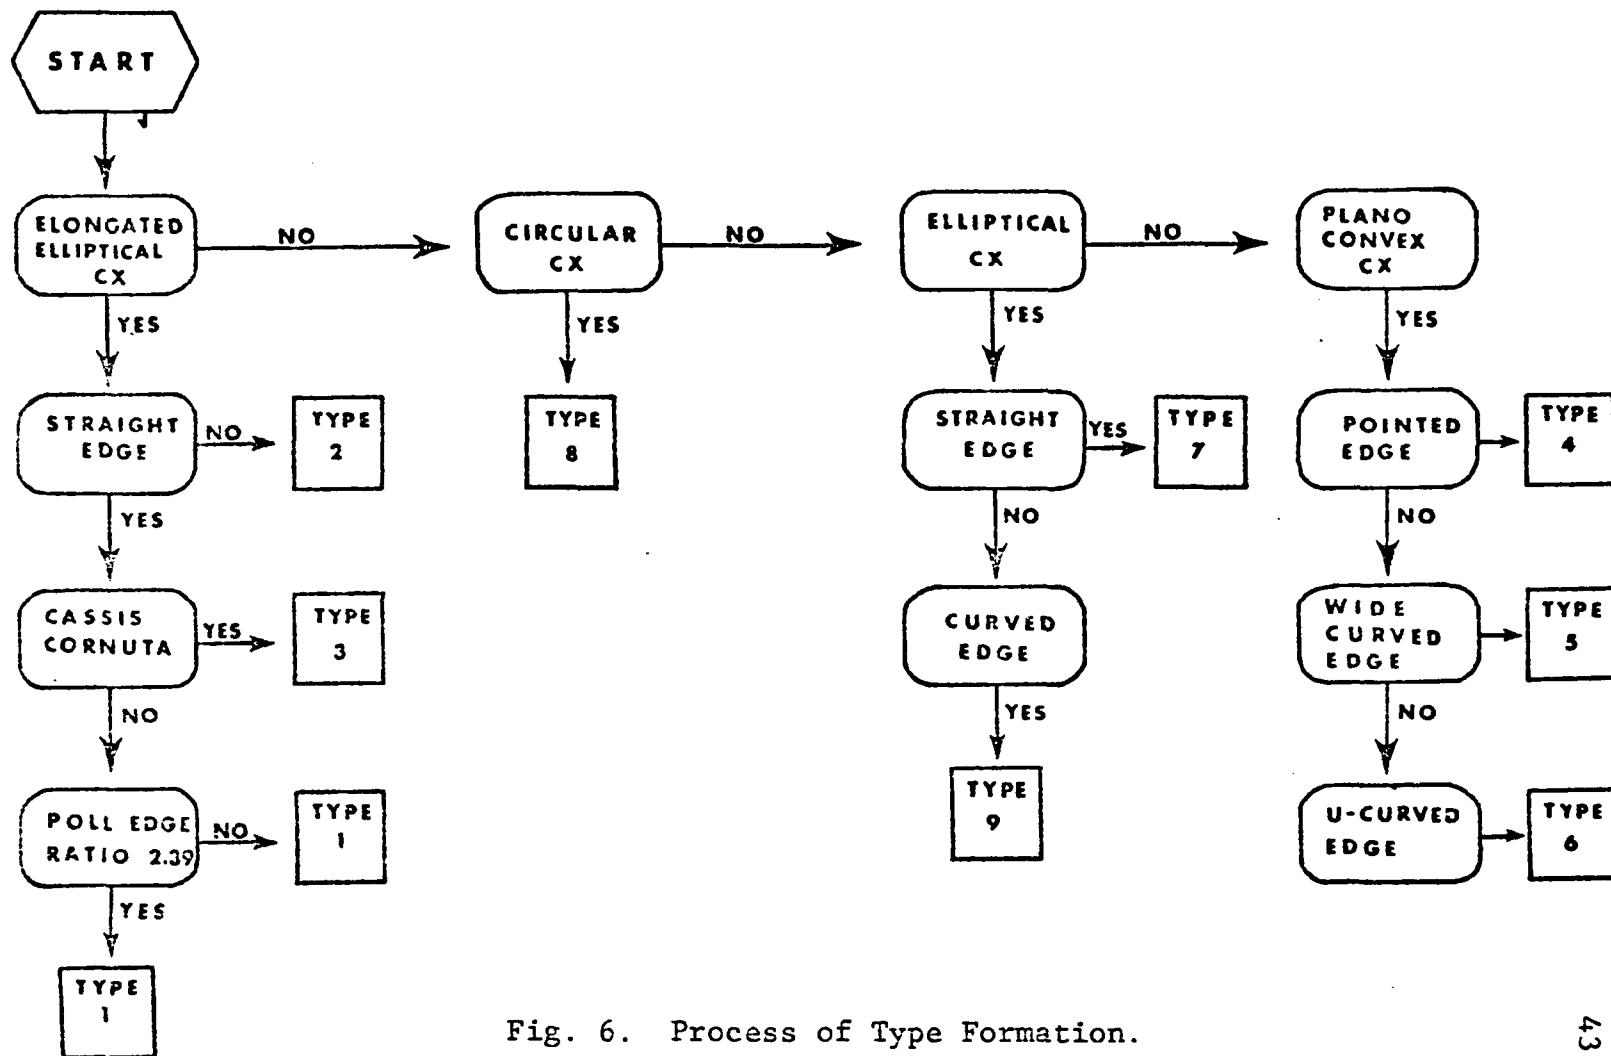 START
ELONGATED
ELLIPTICAL
CX
NO
CIRCULAR
CX
NO
ELLIPTICAL
CX
NO
PLANO
CONVEX
CX
YES
YES
YES
YES
STRAIGHT
EDGE
NO
TYPE
2
TYPE
8
STRAIGHT
EDGE
YES
TYPE
7
POINTED
EDGE
TYPE
4
YES
NO
NO
CASSIS
CORNUTA
YES
TYPE
3
CURVED
EDGE
WIDE
CURVED
EDGE
TYPE
5
NO
YES
NO
POLL EDGE
RATIO 2.39
NO
TYPE
1
TYPE
9
U-CURVED
EDGE
TYPE
6
YES
TYPE
1
Fig. 6. Process of Type Formation.
43